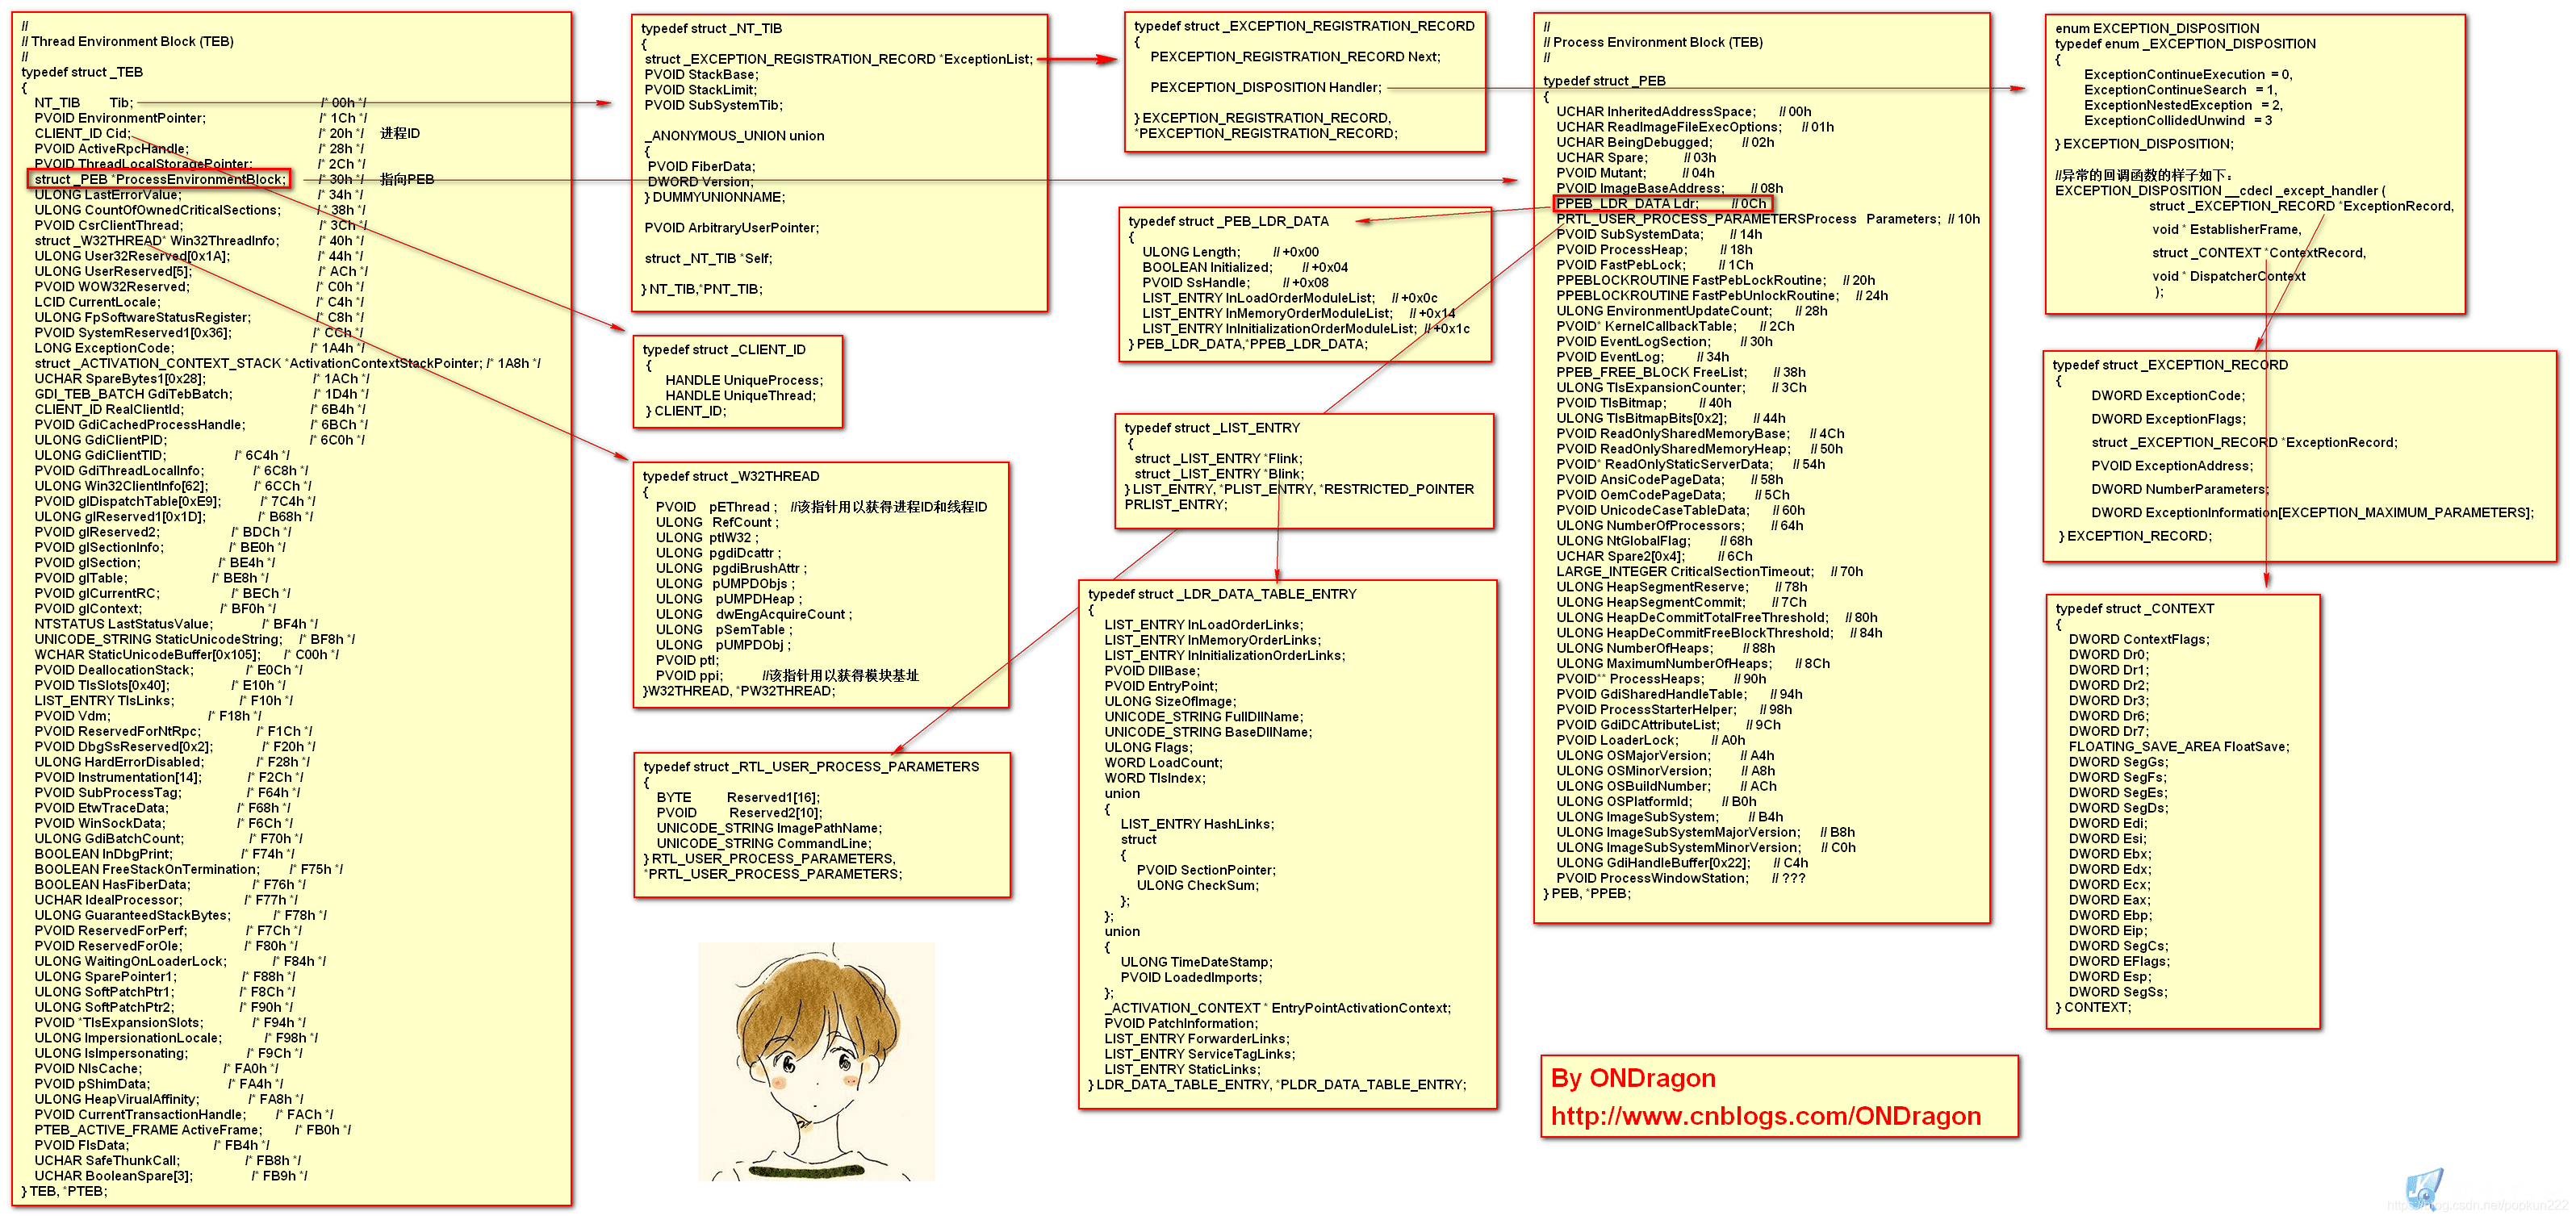 //
// Thread Environment Block (TEB)
//
typedef struct _TEB
{
NT_TIB Tib; /* 00h */
PVOID EnvironmentPointer; /* 1Ch */
CLIENT_ID Cid; /* 20h */ 进程ID
PVOID ActiveRpcHandle; /* 28h */
PVOID ThreadLocalStoragePointer; /* 2Ch */
struct _PEB *ProcessEnvironmentBlock; /* 30h */ 指向PEB
ULONG LastErrorValue; /* 34h */
ULONG CountOfOwnedCriticalSections; /* 38h */
PVOID CsrClientThread; /* 3Ch */
struct _W32THREAD* Win32ThreadInfo; /* 40h */
ULONG User32Reserved[0x1A]; /* 44h */
ULONG UserReserved[5]; /* ACh */
PVOID WOW32Reserved; /* C0h */
LCID CurrentLocale; /* C4h */
ULONG FpSoftwareStatusRegister; /* C8h */
PVOID SystemReserved1[0x36]; /* CCh */
LONG ExceptionCode; /* 1A4h */
struct _ACTIVATION_CONTEXT_STACK *ActivationContextStackPointer; /* 1A8h */
UCHAR SpareBytes1[0x28]; /* 1ACh */
GDI_TEB_BATCH GdiTebBatch; /* 1D4h */
CLIENT_ID RealClientId; /* 6B4h */
PVOID GdiCachedProcessHandle; /* 6BCh */
ULONG GdiClientPID; /* 6C0h */
ULONG GdiClientTID; /* 6C4h */
PVOID GdiThreadLocalInfo; /* 6C8h */
ULONG Win32ClientInfo[62]; /* 6CCh */
PVOID glDispatchTable[0xE9]; /* 7C4h */
ULONG glReserved1[0x1D]; /* B68h */
PVOID glReserved2; /* BDCh */
PVOID glSectionInfo; /* BE0h */
PVOID glSection; /* BE4h */
PVOID glTable; /* BE8h */
PVOID glCurrentRC; /* BECh */
PVOID glContext; /* BF0h */
NTSTATUS LastStatusValue; /* BF4h */
UNICODE_STRING StaticUnicodeString; /* BF8h */
WCHAR StaticUnicodeBuffer[0x105]; /* C00h */
PVOID DeallocationStack; /* E0Ch */
PVOID TlsSlots[0x40]; /* E10h */
LIST_ENTRY TlsLinks; /* F10h */
PVOID Vdm; /* F18h */
PVOID ReservedForNtRpc; /* F1Ch */
PVOID DbgSsReserved[0x2]; /* F20h */
ULONG HardErrorDisabled; /* F28h */
PVOID Instrumentation[14]; /* F2Ch */
PVOID SubProcessTag; /* F64h */
PVOID EtwTraceData; /* F68h */
PVOID WinSockData; /* F6Ch */
ULONG GdiBatchCount; /* F70h */
BOOLEAN InDbgPrint; /* F74h */
BOOLEAN FreeStackOnTermination; /* F75h */
BOOLEAN HasFiberData; /* F76h */
UCHAR IdealProcessor; /* F77h */
ULONG GuaranteedStackBytes; /* F78h */
PVOID ReservedForPerf; /* F7Ch */
PVOID ReservedForOle; /* F80h */
ULONG WaitingOnLoaderLock; /* F84h */
ULONG SparePointer1; /* F88h */
ULONG SoftPatchPtr1; /* F8Ch */
ULONG SoftPatchPtr2; /* F90h */
PVOID *TlsExpansionSlots; /* F94h */
ULONG ImpersionationLocale; /* F98h */
ULONG IsImpersonating; /* F9Ch */
PVOID NlsCache; /* FA0h */
PVOID pShimData; /* FA4h */
ULONG HeapVirualAffinity; /* FA8h */
PVOID CurrentTransactionHandle; /* FACh */
PTEB_ACTIVE_FRAME ActiveFrame; /* FB0h */
PVOID FlsData; /* FB4h */
UCHAR SafeThunkCall; /* FB8h */
UCHAR BooleanSpare[3]; /* FB9h */
} TEB, *PTEB;
typedef struct _NT_TIB
{
struct _EXCEPTION_REGISTRATION_RECORD *ExceptionList;
PVOID StackBase;
PVOID StackLimit;
PVOID SubSystemTib;
_ANONYMOUS_UNION union
{
PVOID FiberData;
DWORD Version;
} DUMMYUNIONNAME;
PVOID ArbitraryUserPointer;
struct _NT_TIB *Self;
} NT_TIB,*PNT_TIB;
typedef struct _CLIENT_ID
{
HANDLE UniqueProcess;
HANDLE UniqueThread;
} CLIENT_ID;
typedef struct _W32THREAD
{
PVOID pEThread ; //该指针用以获得进程ID和线程ID
ULONG RefCount ;
ULONG ptlW32 ;
ULONG pgdiDcattr ;
ULONG pgdiBrushAttr ;
ULONG pUMPDObjs ;
ULONG pUMPDHeap ;
ULONG dwEngAcquireCount ;
ULONG pSemTable ;
ULONG pUMPDObj ;
PVOID ptl;
PVOID ppi; //该指针用以获得模块基址
}W32THREAD, *PW32THREAD;
typedef struct _RTL_USER_PROCESS_PARAMETERS
{
BYTE Reserved1[16];
PVOID Reserved2[10];
UNICODE_STRING ImagePathName;
UNICODE_STRING CommandLine;
} RTL_USER_PROCESS_PARAMETERS,
*PRTL_USER_PROCESS_PARAMETERS;
typedef struct _EXCEPTION_REGISTRATION_RECORD
{
PEXCEPTION_REGISTRATION_RECORD Next;
PEXCEPTION_DISPOSITION Handler;
} EXCEPTION_REGISTRATION_RECORD,
*PEXCEPTION_REGISTRATION_RECORD;
typedef struct _PEB_LDR_DATA
{
ULONG Length; // +0x00
BOOLEAN Initialized; // +0x04
PVOID SsHandle; // +0x08
LIST_ENTRY InLoadOrderModuleList; // +0x0c
LIST_ENTRY InMemoryOrderModuleList; // +0x14
LIST_ENTRY InInitializationOrderModuleList; // +0x1c
} PEB_LDR_DATA,*PPEB_LDR_DATA;
typedef struct _LIST_ENTRY
{
struct _LIST_ENTRY *Flink;
struct _LIST_ENTRY *Blink;
} LIST_ENTRY, *PLIST_ENTRY, *RESTRICTED_POINTER
PRLIST_ENTRY;
typedef struct _LDR_DATA_TABLE_ENTRY
{
LIST_ENTRY InLoadOrderLinks;
LIST_ENTRY InMemoryOrderLinks;
LIST_ENTRY InInitializationOrderLinks;
PVOID DllBase;
PVOID EntryPoint;
ULONG SizeOfImage;
UNICODE_STRING FullDllName;
UNICODE_STRING BaseDllName;
ULONG Flags;
WORD LoadCount;
WORD TlsIndex;
union
{
LIST_ENTRY HashLinks;
struct
{
PVOID SectionPointer;
ULONG CheckSum;
};
};
union
{
ULONG TimeDateStamp;
PVOID LoadedImports;
};
_ACTIVATION_CONTEXT * EntryPointActivationContext;
PVOID PatchInformation;
LIST_ENTRY ForwarderLinks;
LIST_ENTRY ServiceTagLinks;
LIST_ENTRY StaticLinks;
} LDR_DATA_TABLE_ENTRY, *PLDR_DATA_TABLE_ENTRY;
//
// Process Environment Block (TEB)
//
typedef struct _PEB
{
UCHAR InheritedAddressSpace; // 00h
UCHAR ReadImageFileExecOptions; // 01h
UCHAR BeingDebugged; // 02h
UCHAR Spare; // 03h
PVOID Mutant; // 04h
PVOID ImageBaseAddress; // 08h
PPEB_LDR_DATA Ldr; // 0Ch
PRTL_USER_PROCESS_PARAMETERSProcess Parameters; // 10h
PVOID SubSystemData; // 14h
PVOID ProcessHeap; // 18h
PVOID FastPebLock; // 1Ch
PPEBLOCKROUTINE FastPebLockRoutine; // 20h
PPEBLOCKROUTINE FastPebUnlockRoutine; // 24h
ULONG EnvironmentUpdateCount; // 28h
PVOID* KernelCallbackTable; // 2Ch
PVOID EventLogSection; // 30h
PVOID EventLog; // 34h
PPEB_FREE_BLOCK FreeList; // 38h
ULONG TlsExpansionCounter; // 3Ch
PVOID TlsBitmap; // 40h
ULONG TlsBitmapBits[0x2]; // 44h
PVOID ReadOnlySharedMemoryBase; // 4Ch
PVOID ReadOnlySharedMemoryHeap; // 50h
PVOID* ReadOnlyStaticServerData; // 54h
PVOID AnsiCodePageData; // 58h
PVOID OemCodePageData; // 5Ch
PVOID UnicodeCaseTableData; // 60h
ULONG NumberOfProcessors; // 64h
ULONG NtGlobalFlag; // 68h
UCHAR Spare2[0x4]; // 6Ch
LARGE_INTEGER CriticalSectionTimeout; // 70h
ULONG HeapSegmentReserve; // 78h
ULONG HeapSegmentCommit; // 7Ch
ULONG HeapDeCommitTotalFreeThreshold; // 80h
ULONG HeapDeCommitFreeBlockThreshold; // 84h
ULONG NumberOfHeaps; // 88h
ULONG MaximumNumberOfHeaps; // 8Ch
PVOID** ProcessHeaps; // 90h
PVOID GdiSharedHandleTable; // 94h
PVOID ProcessStarterHelper; // 98h
PVOID GdiDCAttributeList; // 9Ch
PVOID LoaderLock; // A0h
ULONG OSMajorVersion; // A4h
ULONG OSMinorVersion; // A8h
ULONG OSBuildNumber; // ACh
ULONG OSPlatformId; // B0h
ULONG ImageSubSystem; // B4h
ULONG ImageSubSystemMajorVersion; // B8h
ULONG ImageSubSystemMinorVersion; // C0h
ULONG GdiHandleBuffer[0x22]; // C4h
PVOID ProcessWindowStation; // ???
} PEB, *PPEB;
By ONDragon
http://www.cnblogs.com/ONDragon
enum EXCEPTION_DISPOSITION
typedef enum _EXCEPTION_DISPOSITION
{
ExceptionContinueExecution = 0,
ExceptionContinueSearch = 1,
ExceptionNestedException = 2,
ExceptionCollidedUnwind = 3
} EXCEPTION_DISPOSITION;
//异常的回调函数的样子如下:
EXCEPTION_DISPOSITION __cdecl _except_handler (
struct _EXCEPTION_RECORD *ExceptionRecord,
void * EstablisherFrame,
struct _CONTEXT *ContextRecord,
void * DispatcherContext
);
typedef struct _EXCEPTION_RECORD
{
DWORD ExceptionCode;
DWORD ExceptionFlags;
struct _EXCEPTION_RECORD *ExceptionRecord;
PVOID ExceptionAddress;
DWORD NumberParameters;
DWORD ExceptionInformation[EXCEPTION_MAXIMUM_PARAMETERS];
} EXCEPTION_RECORD;
typedef struct _CONTEXT
{
DWORD ContextFlags;
DWORD Dr0;
DWORD Dr1;
DWORD Dr2;
DWORD Dr3;
DWORD Dr6;
DWORD Dr7;
FLOATING_SAVE_AREA FloatSave;
DWORD SegGs;
DWORD SegFs;
DWORD SegEs;
DWORD SegDs;
DWORD Edi;
DWORD Esi;
DWORD Ebx;
DWORD Edx;
DWORD Ecx;
DWORD Eax;
DWORD Ebp;
DWORD Eip;
DWORD SegCs;
DWORD EFlags;
DWORD Esp;
DWORD SegSs;
} CONTEXT;
https://blog.csdn.net/popkun222